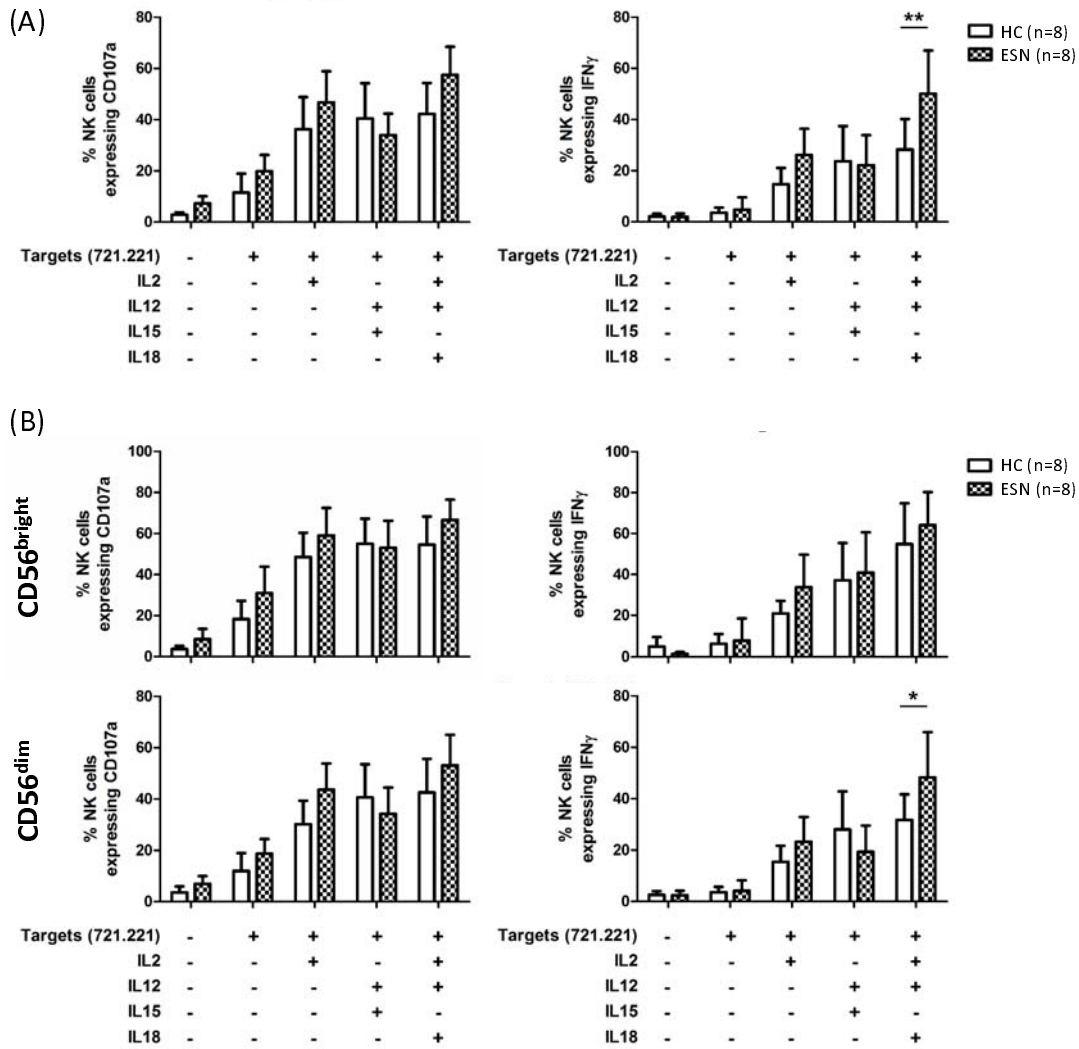 (A)
80
60
40
20
0
% NK cells
expressing CD107a
80
60
40
20
0
% NK cells
expressing IFNγ
**
HC (n=8)
ESN (n=8)
Targets (721.221) - + + + +
IL2 - - + - +
IL12 - - - + +
IL15 - - - + -
IL18 - - - - +
Targets (721.221) - + + + +
IL2 - - + - +
IL12 - - - + +
IL15 - - - + -
IL18 - - - - +
(B)
CD56bright
100
80
60
40
20
0
% NK cells
expressing CD107a
100
80
60
40
20
0
% NK cells
expressing IFNγ
HC (n=8)
ESN (n=8)
CD56dim
80
60
40
20
0
% NK cells
expressing CD107a
80
60
40
20
0
% NK cells
expressing IFNγ
*
Targets (721.221) - + + + +
IL2 - - + - +
IL12 - - - + +
IL15 - - - + -
IL18 - - - - +
Targets (721.221) - + + + +
IL2 - - + - +
IL12 - - - + +
IL15 - - - + -
IL18 - - - - +